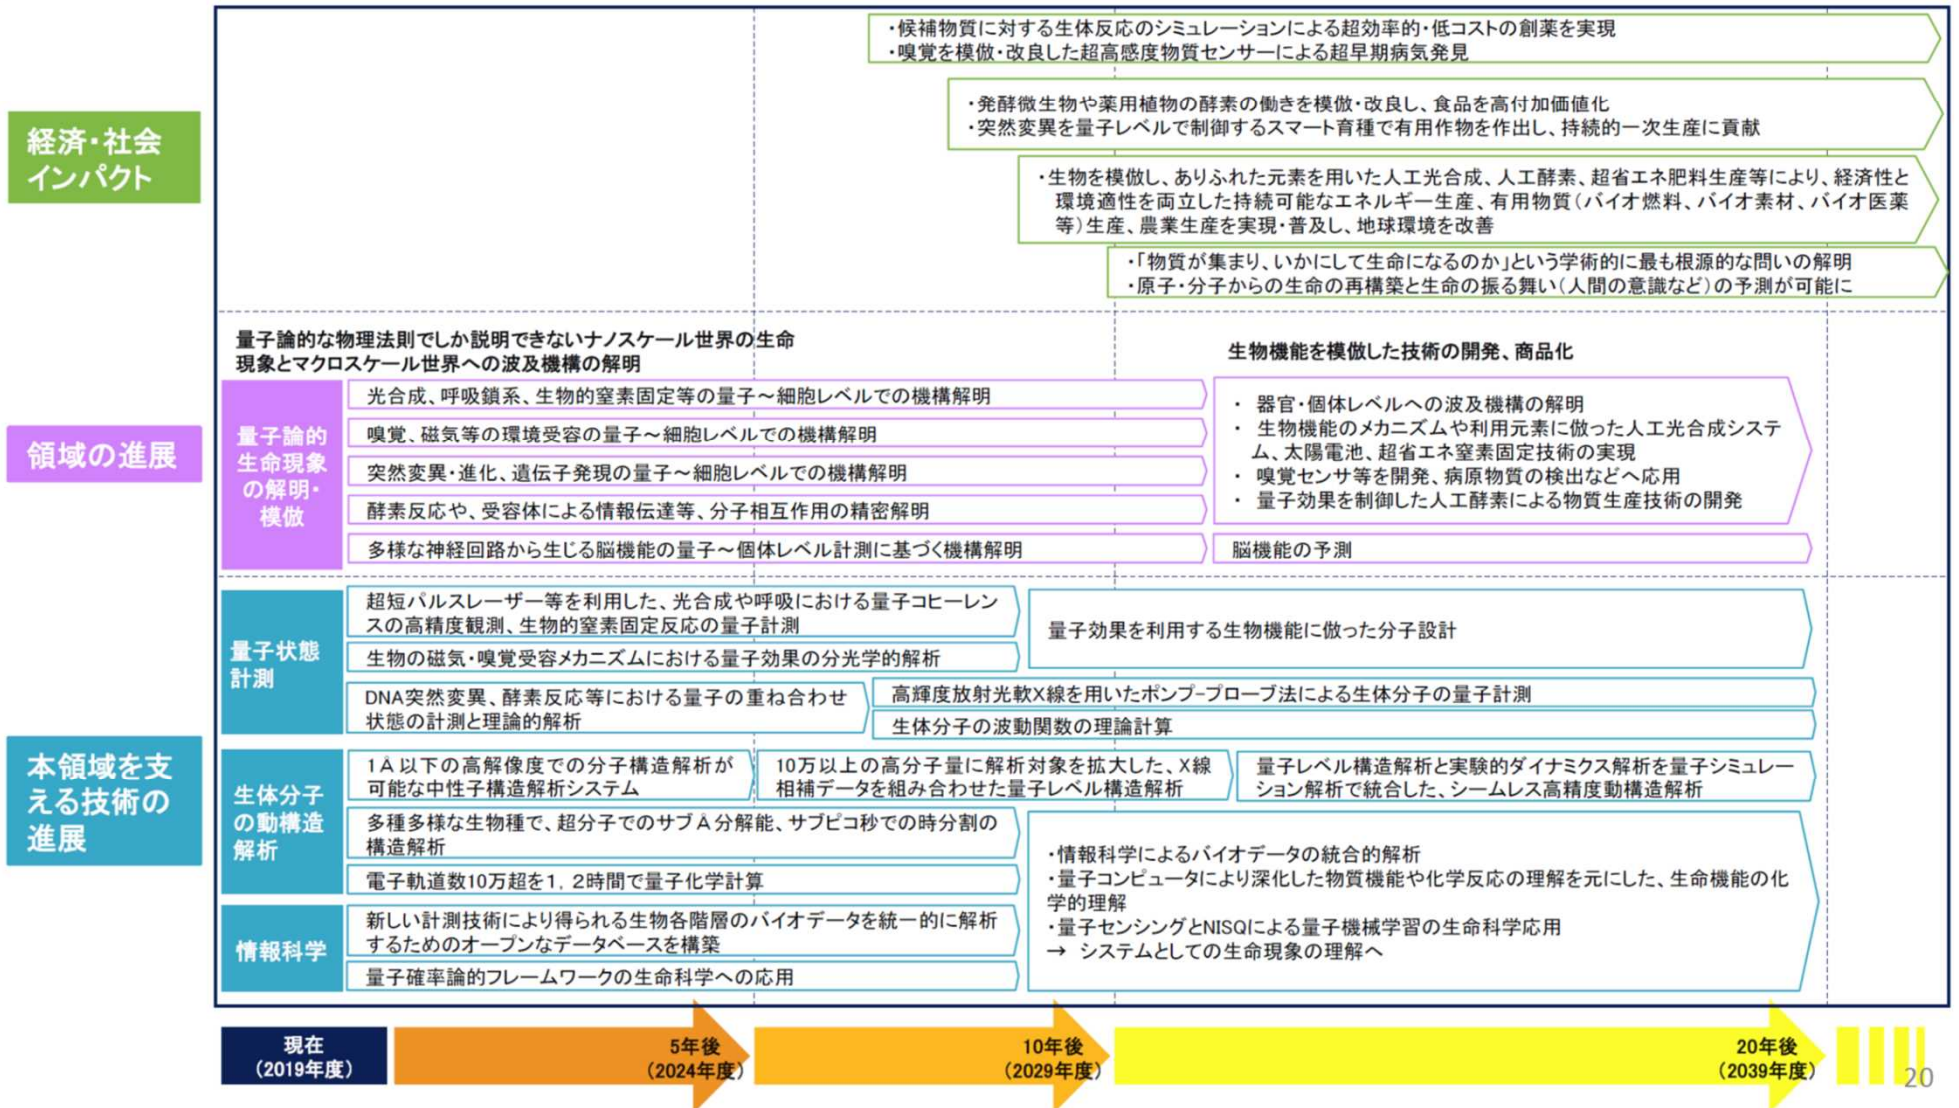 経済・社会
インパクト
・候補物質に対する生体反応のシミュレーションによる超効率的・低コストの創薬を実現
・嗅覚を模倣・改良した超高感度物質センサーによる超早期病気発見
・発酵微生物や薬用植物の酵素の働きを模倣・改良し、食品を高付加価値化
・突然変異を量子レベルで制御するスマート育種で有用作物を作出し、持続的一次生産に貢献
・生物を模倣し、ありふれた元素を用いた人工光合成、人工酵素、超省エネ肥料生産等により、経済性と
環境適性を両立した持続可能なエネルギー生産、有用物質（バイオ燃料、バイオ素材、バイオ医薬
等）生産、農業生産を実現・普及し、地球環境を改善
・「物質が集まり、いかにして生命になるのか」という学術的に最も根源的な問いの解明
・原子・分子からの生命の再構築と生命の振る舞い（人間の意識など）の予測が可能に
領域の進展
量子論的な物理法則でしか説明できないナノスケール世界の生命
現象とマクロスケール世界への波及機構の解明
生物機能を模倣した技術の開発、商品化
量子論的
生命現象
の解明・
模倣
光合成、呼吸鎖系、生物的窒素固定等の量子～細胞レベルでの機構解明
嗅覚、磁気等の環境受容の量子～細胞レベルでの機構解明
突然変異・進化、遺伝子発現の量子～細胞レベルでの機構解明
酵素反応や、受容体による情報伝達等、分子相互作用の精密解明
多様な神経回路から生じる脳機能の量子～個体レベル計測に基づく機構解明
・ 器官・個体レベルへの波及機構の解明
・ 生物機能のメカニズムや利用元素に倣った人工光合成システ
ム、太陽電池、超省エネ窒素固定技術の実現
・ 嗅覚センサ等を開発、病原物質の検出などへ応用
・ 量子効果を制御した人工酵素による物質生産技術の開発
脳機能の予測
本領域を支
える技術の
進展
量子状態
計測
超短パルスレーザー等を利用した、光合成や呼吸における量子コヒーレン
スの高精度観測、生物的窒素固定反応の量子計測
生物の磁気・嗅覚受容メカニズムにおける量子効果の分光学的解析
DNA突然変異、酵素反応等における量子の重ね合わせ
状態の計測と理論的解析
量子効果を利用する生物機能に倣った分子設計
高輝度放射光軟X線を用いたポンプ-プローブ法による生体分子の量子計測
生体分子の波動関数の理論計算
生体分子
の動構造
解析
1Å以下の高解像度での分子構造解析が
可能な中性子構造解析システム
10万以上の高分子量に解析対象を拡大した、X線
相補データを組み合わせた量子レベル構造解析
量子レベル構造解析と実験的ダイナミクス解析を量子シミュレー
ション解析で統合した、シームレス高精度動構造解析
多種多様な生物種で、超分子でのサブÅ分解能、サブピコ秒での時分割の
構造解析
電子軌道数10万超を1，2時間で量子化学計算
情報科学
新しい計測技術により得られる生物各階層のバイオデータを統一的に解析
するためのオープンなデータベースを構築
量子確率論的フレームワークの生命科学への応用
・情報科学によるバイオデータの統合的解析
・量子コンピュータにより深化した物質機能や化学反応の理解を元にした、生命機能の化
学的理解
・量子センシングとNISQによる量子機械学習の生命科学応用
→ システムとしての生命現象の理解へ
現在
（2019年度）
5年後
（2024年度）
10年後
（2029年度）
20年後
（2039年度）
20